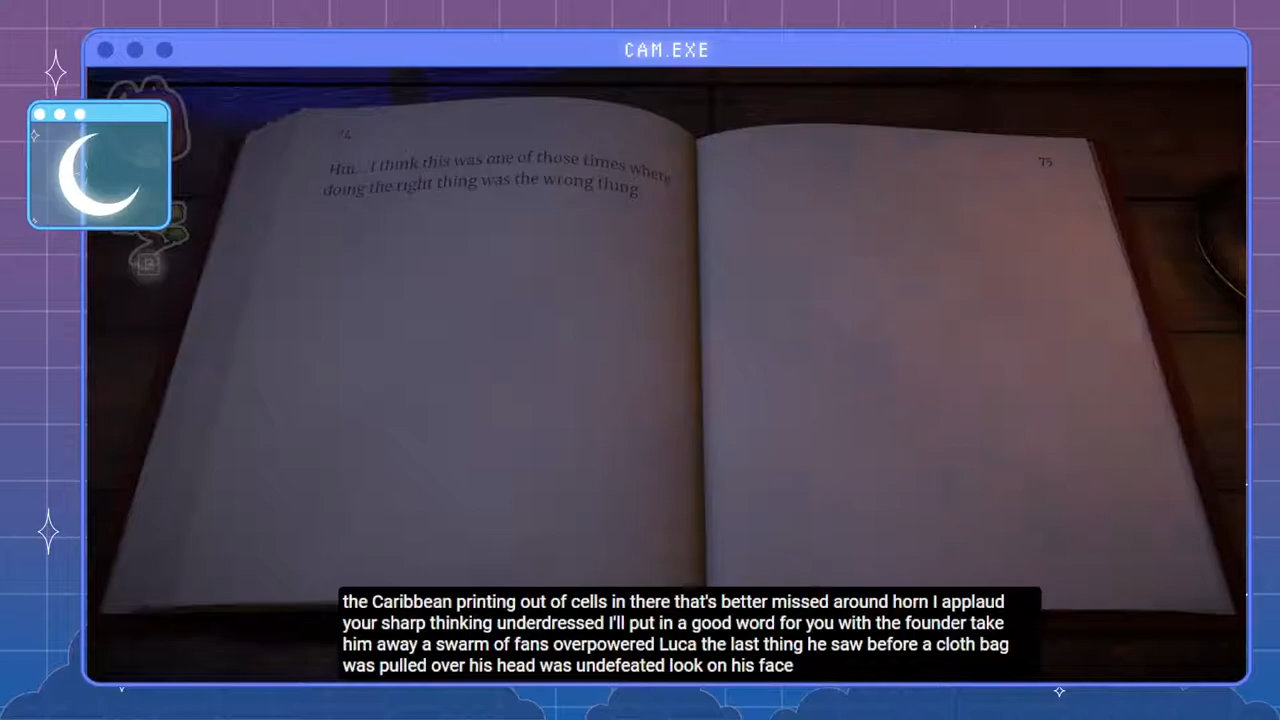 CAM.EXE
74
75
Hm... I think this was one of those times where
doing the right thing was the wrong thing
the Caribbean printing out of cells in there that's better missed around horn I applaud
your sharp thinking underdressed I'll put in a good word for you with the founder take
him away a swarm of fans overpowered Luca the last thing he saw before a cloth bag
was pulled over his head was undefeated look on his face